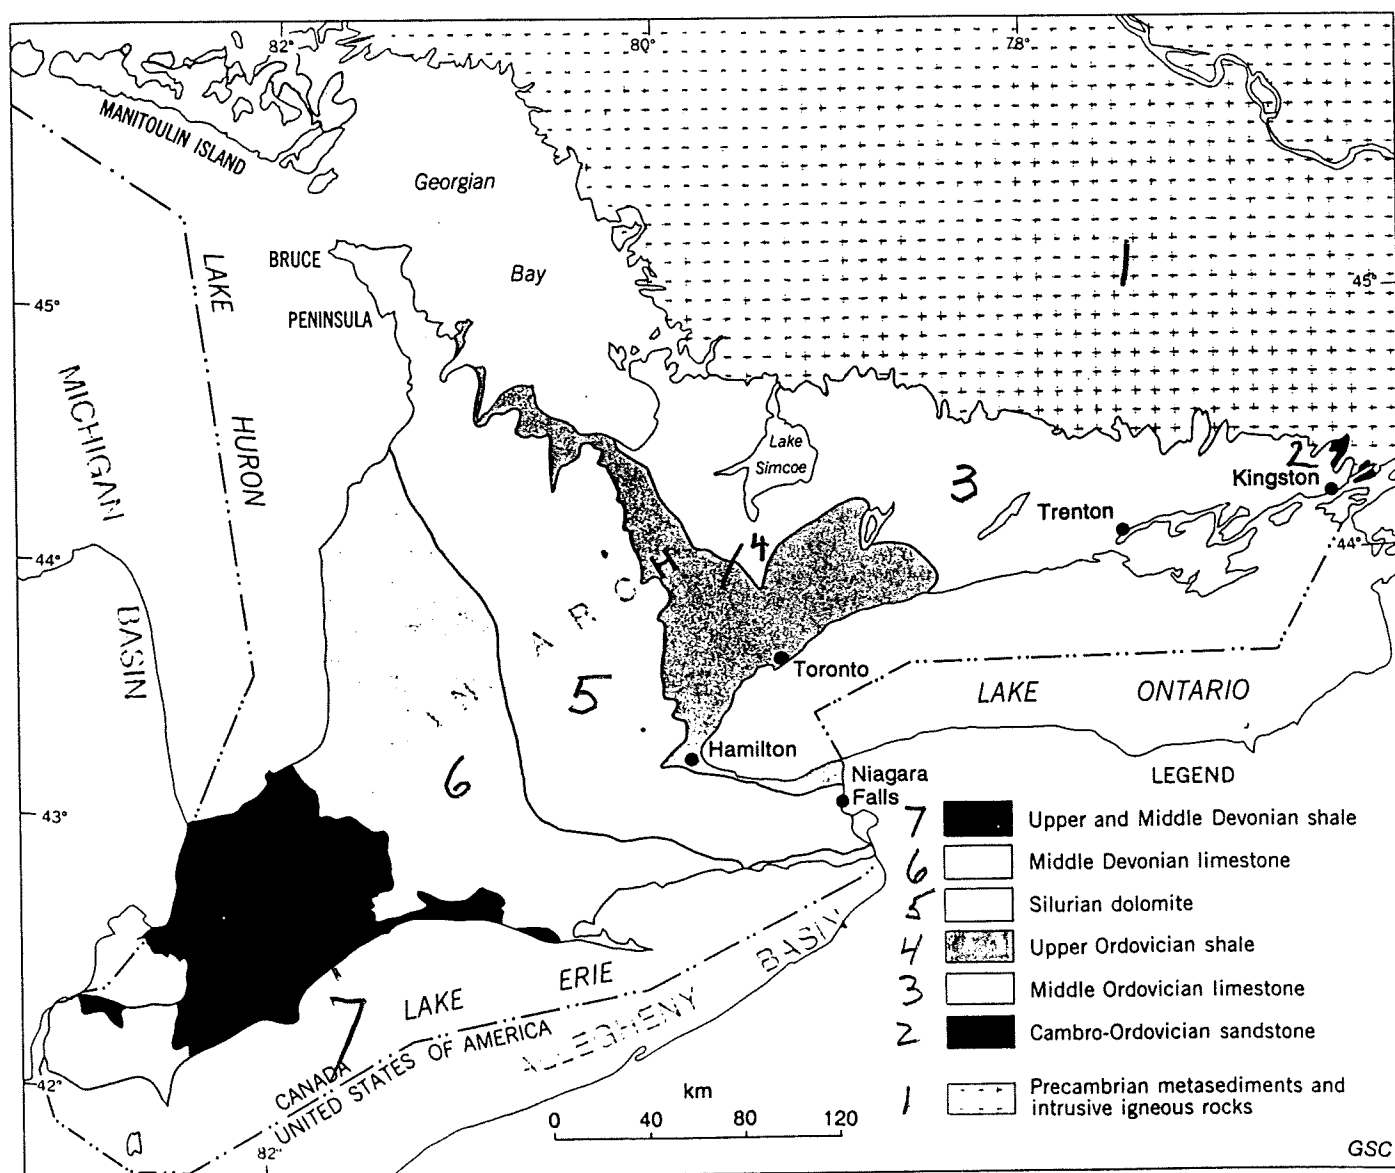 82°
80°
78°
MANITOULIN ISLAND
Georgian
Bay
BRUCE
PENINSULA
LAKE
HURON
1
45°
45°
MICHIGAN
BASIN
Lake
Simcoe
3
2
Kingston
Trenton
44°
44°
4
ARCH
5
Toronto
LAKE ONTARIO
Hamilton
Niagara
Falls
6
43°
LEGEND
7 Upper and Middle Devonian shale
6 Middle Devonian limestone
5 Silurian dolomite
4 Upper Ordovician shale
3 Middle Ordovician limestone
2 Cambro-Ordovician sandstone
1 Precambrian metasediments and
intrusive igneous rocks
LAKE ERIE
7
ALLEGHENY BASIN
CANADA
UNITED STATES OF AMERICA
42°
82°
km
0 40 80 120
GSC